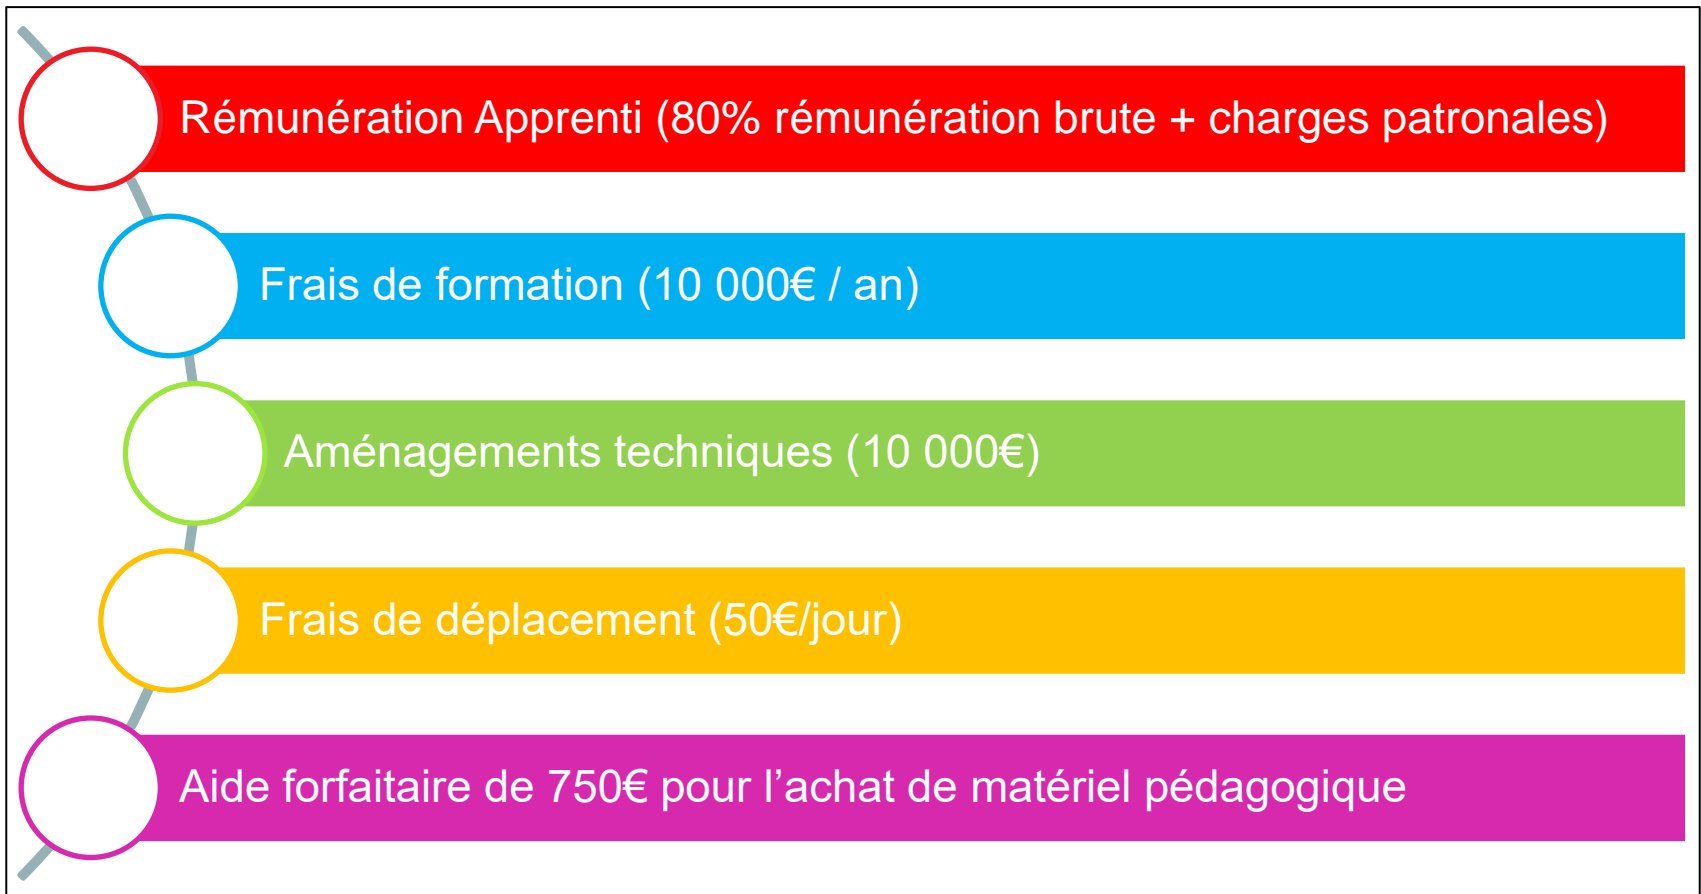 Rémunération Apprenti (80% rémunération brute + charges patronales)
Frais de formation (10 000€ / an)
Aménagements techniques (10 000€)
Frais de déplacement (50€/jour)
Aide forfaitaire de 750€ pour l’achat de matériel pédagogique